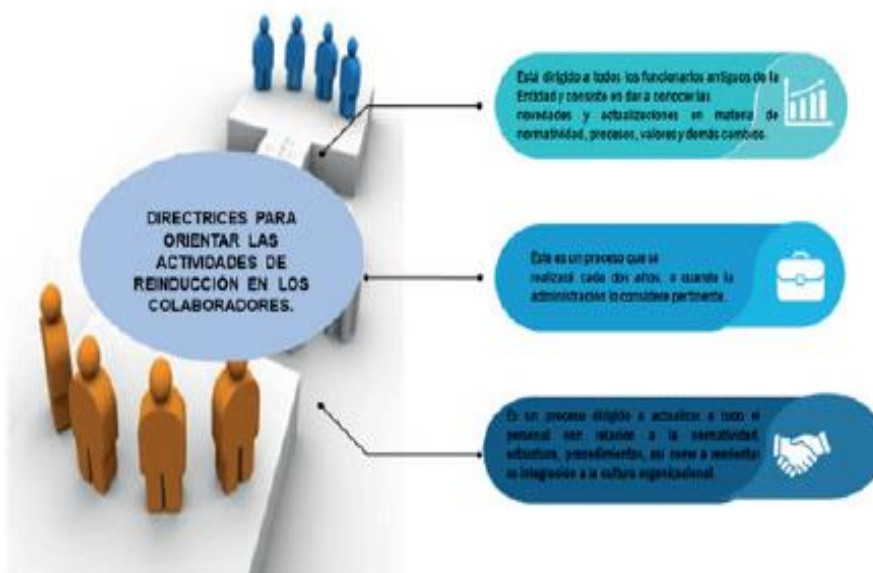 DIRECTRICES PARA
ORIENTAR LAS
ACTIVIDADES DE
REINDUCCIÓN EN LOS
COLABORADORES.
Está dirigido a todos los funcionarios antiguos de la
Entidad y consiste en dar a conocer las
novedades y actualizaciones en material de
normatividad, procesos, valores y demás cambios.
Este es un proceso que se
realizará cada dos años, o cuando la
administración lo considere pertinente.
Es un proceso dirigido a actualizar a todo el
personal con relación a la normatividad,
estructura, procedimientos, así como a reorientar
su integración a la cultura organizacional.